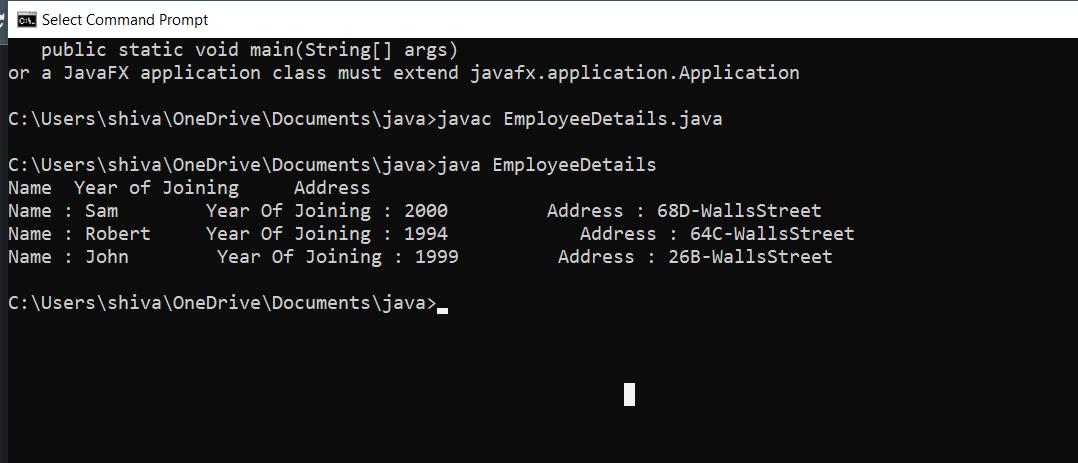 Select Command Prompt
public static void main(String[] args)
or a JavaFX application class must extend javafx.application.Application
C:\Users\shiva\OneDrive\Documents\java>javac EmployeeDetails.java
C:\Users\shiva\OneDrive\Documents\java>java EmployeeDetails
Name  Year of Joining     Address
Name : Sam        Year Of Joining : 2000         Address : 68D-WallsStreet
Name : Robert     Year Of Joining : 1994            Address : 64C-WallsStreet
Name : John        Year Of Joining : 1999         Address : 26B-WallsStreet
C:\Users\shiva\OneDrive\Documents\java>